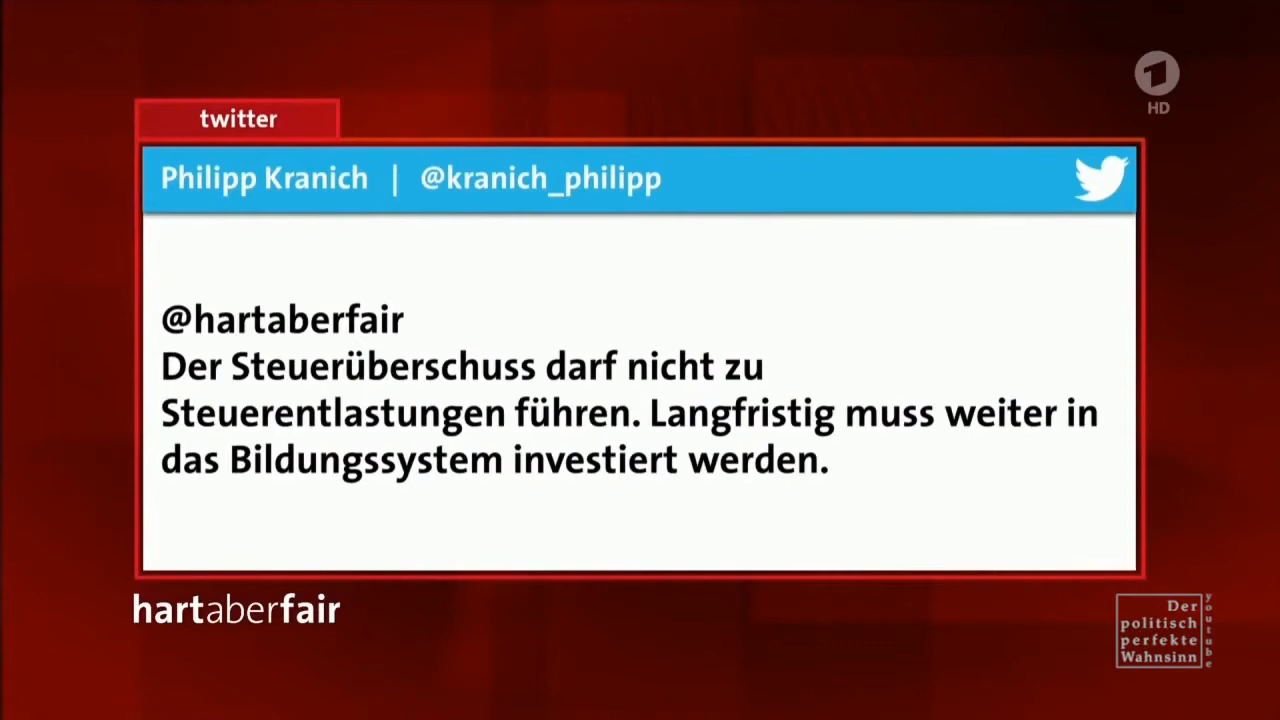 1
HD
twitter
Philipp Kranich | @kranich_philipp
@hartaberfair
Der Steuerüberschuss darf nicht zu
Steuerentlastungen führen. Langfristig muss weiter in
das Bildungssystem investiert werden.
hartaberfair
Der
politisch
perfekte
Wahnsinn
youtube